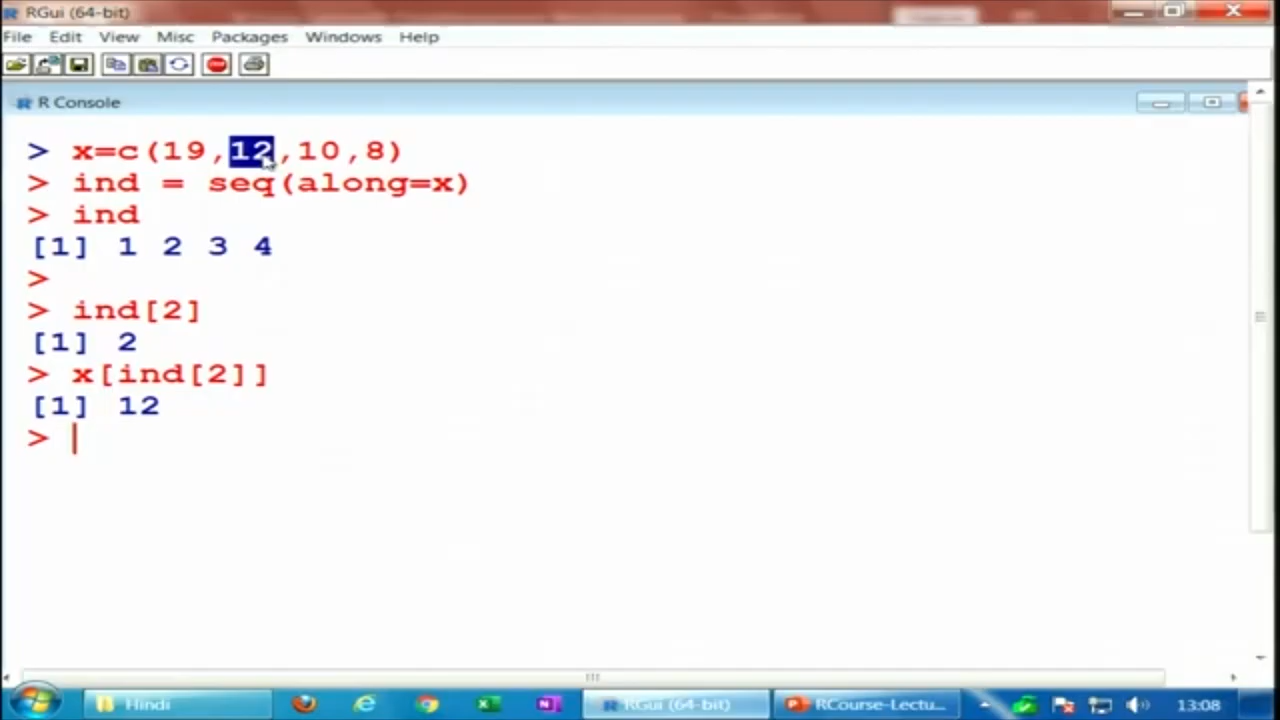 RGui (64-bit)
File Edit View Misc Packages Windows Help
STOP
R Console
> x=c(19,12,10,8)
> ind = seq(along=x)
> ind
[1] 1 2 3 4
>
> ind[2]
[1] 2
> x[ind[2]]
[1] 12
>
Hindi RGui (64-bit) RCourse-Lectu... 13:08